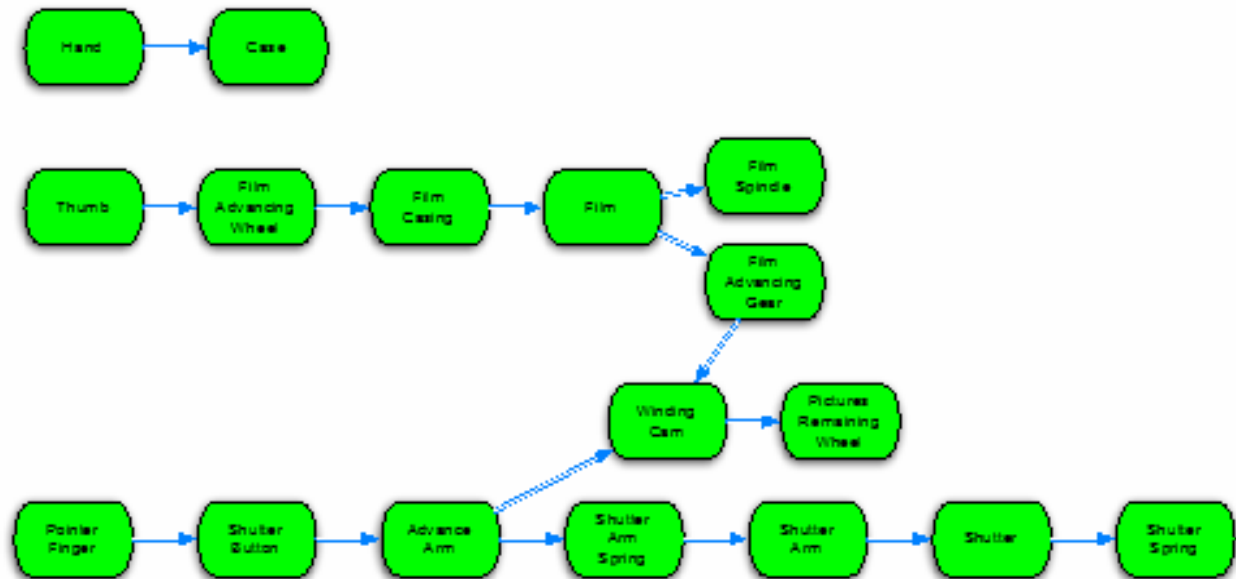 Hand
Case
Thumb
Film
Advancing
Wheel
Film
Casing
Film
Film
Spindle
Film
Advancing
Gear
Winding
Cam
Pictures
Remaining
Wheel
Pointer
Finger
Shutter
Button
Advance
Arm
Shutter
Arm
Spring
Shutter
Arm
Shutter
Shutter
Spring